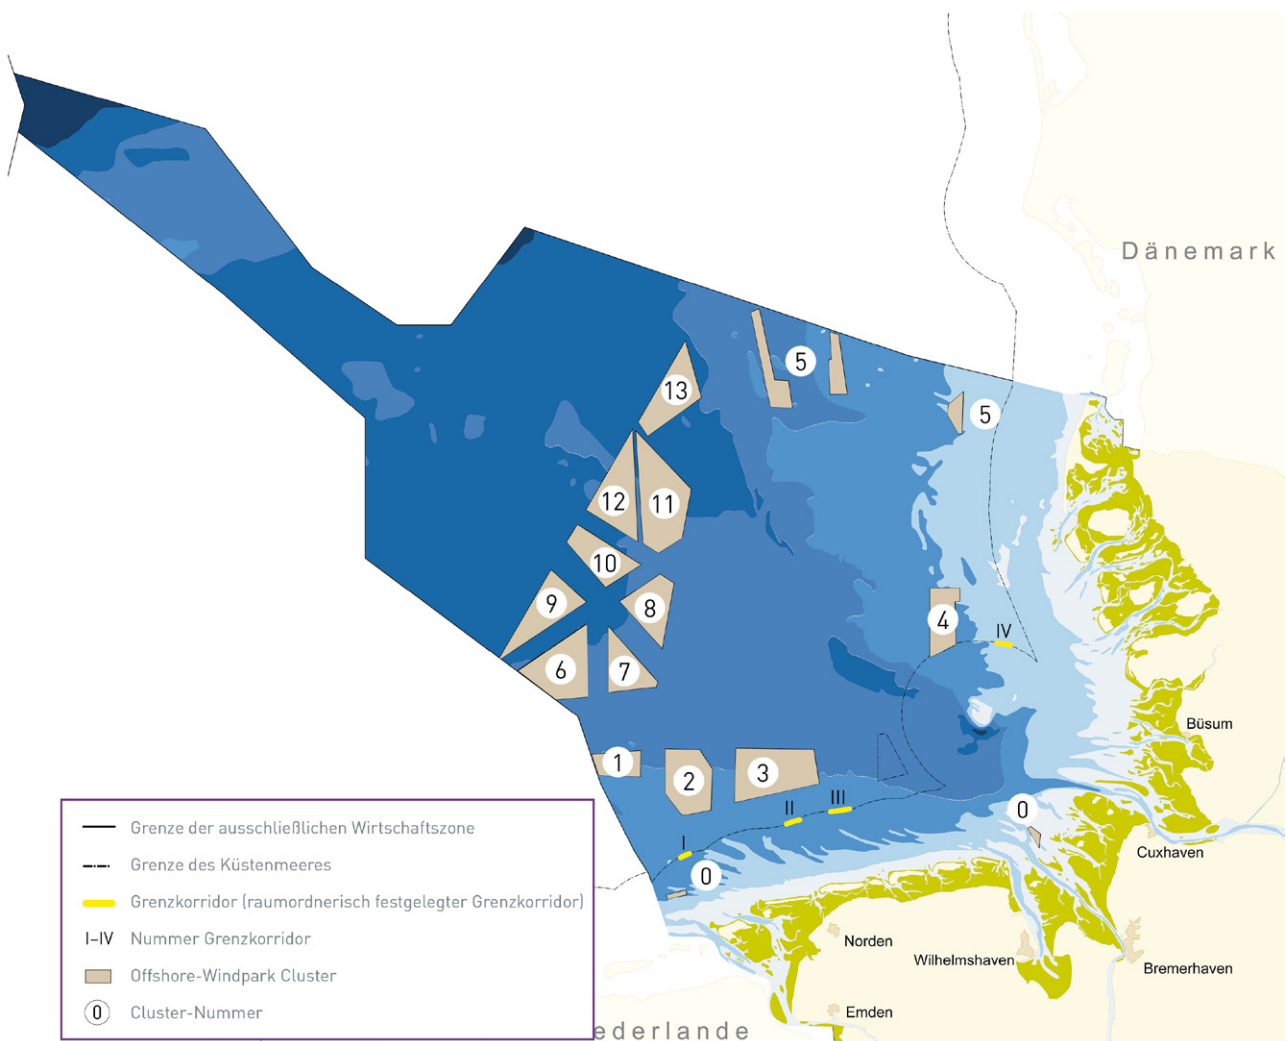 Dänemark
5
13
5
12
11
10
9
8
4
IV
6
7
Büsum
1
2
3
III
II
0
I
Cuxhaven
0
Norden
Wilhelmshaven
Bremerhaven
Emden
ederlande
Grenze der ausschließlichen Wirtschaftszone
Grenze des Küstenmeeres
Grenzkorridor (raumordnerisch festgelegter Grenzkorridor)
I–IV Nummer Grenzkorridor
Offshore-Windpark Cluster
0 Cluster-Nummer